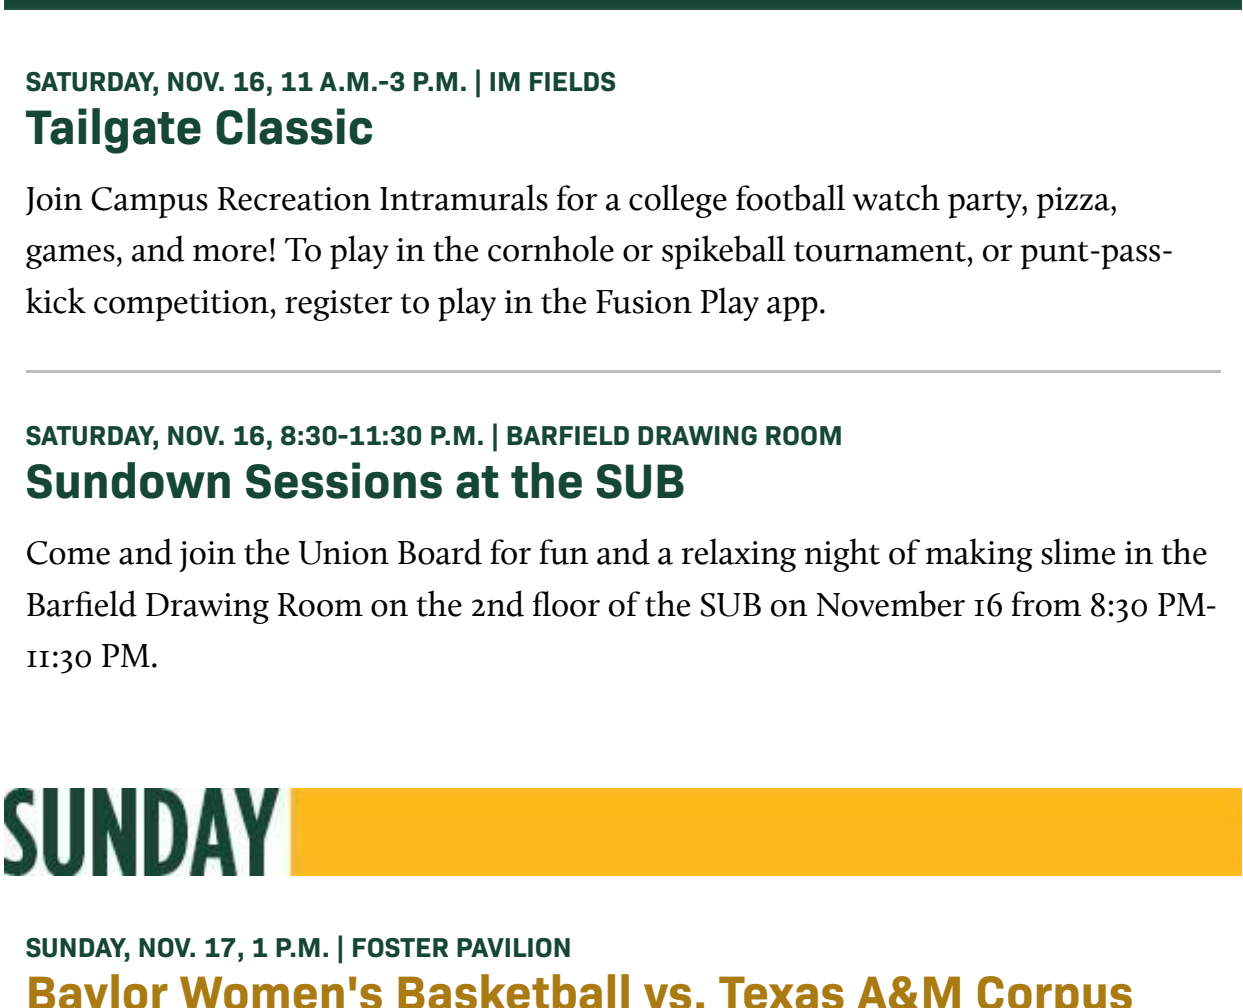 SATURDAY, NOV. 16, 11 A.M.-3 P.M. | IM FIELDS
Tailgate Classic
Join Campus Recreation Intramurals for a college football watch party, pizza,
games, and more! To play in the cornhole or spikeball tournament, or punt-pass-
kick competition, register to play in the Fusion Play app.
SATURDAY, NOV. 16, 8:30-11:30 P.M. | BARFIELD DRAWING ROOM
Sundown Sessions at the SUB
Come and join the Union Board for fun and a relaxing night of making slime in the
Barfield Drawing Room on the 2nd floor of the SUB on November 16 from 8:30 PM-
11:30 PM.
SUNDAY
SUNDAY, NOV. 17, 1 P.M. | FOSTER PAVILION
Baylor Women's Basketball vs. Texas A&M Corpus